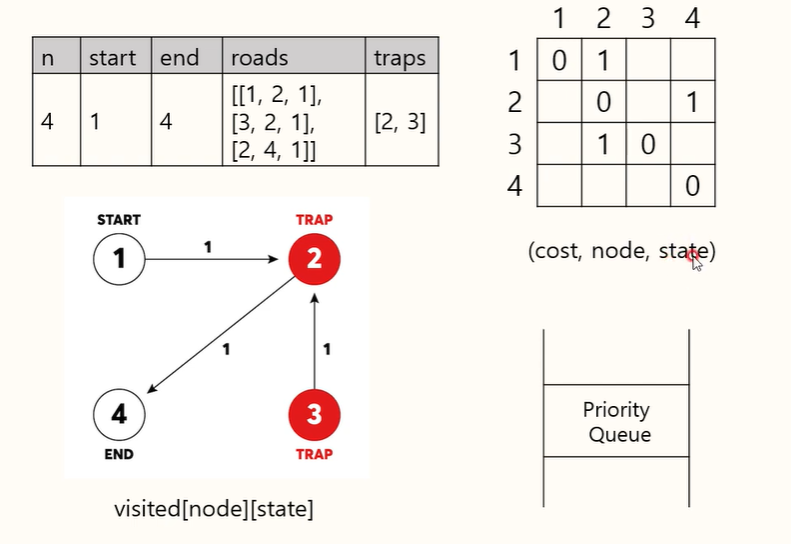 n start end roads traps
4 1 4 [[1, 2, 1], [3, 2, 1], [2, 4, 1]] [2, 3]
1 2 3 4
1 0 1
2 0 1
3 1 0
4 0
(cost, node, state)
START
TRAP
1
1
2
1
1
4
3
END
TRAP
visited[node][state]
Priority
Queue